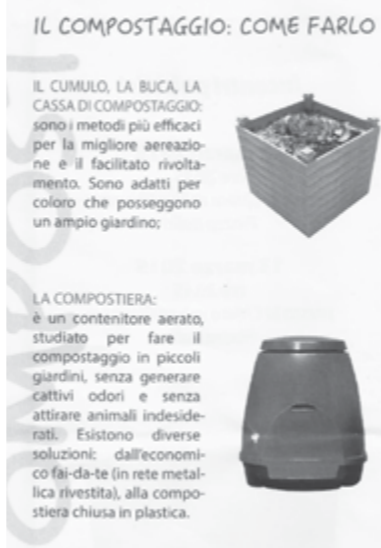 IL COMPOSTAGGIO: COME FARLO
IL CUMULO, LA BUCA, LA
CASSA DI COMPOSTAGGIO:
sono i metodi più efficaci
per la migliore aereazio-
ne e il facilitato rivolta-
mento. Sono adatti per
coloro che posseggono
un ampio giardino;
LA COMPOSTIERA:
è un contenitore aerato,
studiato per fare il
compostaggio in piccoli
giardini, senza generare
cattivi odori e senza
attirare animali indeside-
rati. Esistono diverse
soluzioni: dall'economi-
co fai-da-te (in rete metal-
lica rivestita), alla compo-
stiera chiusa in plastica.